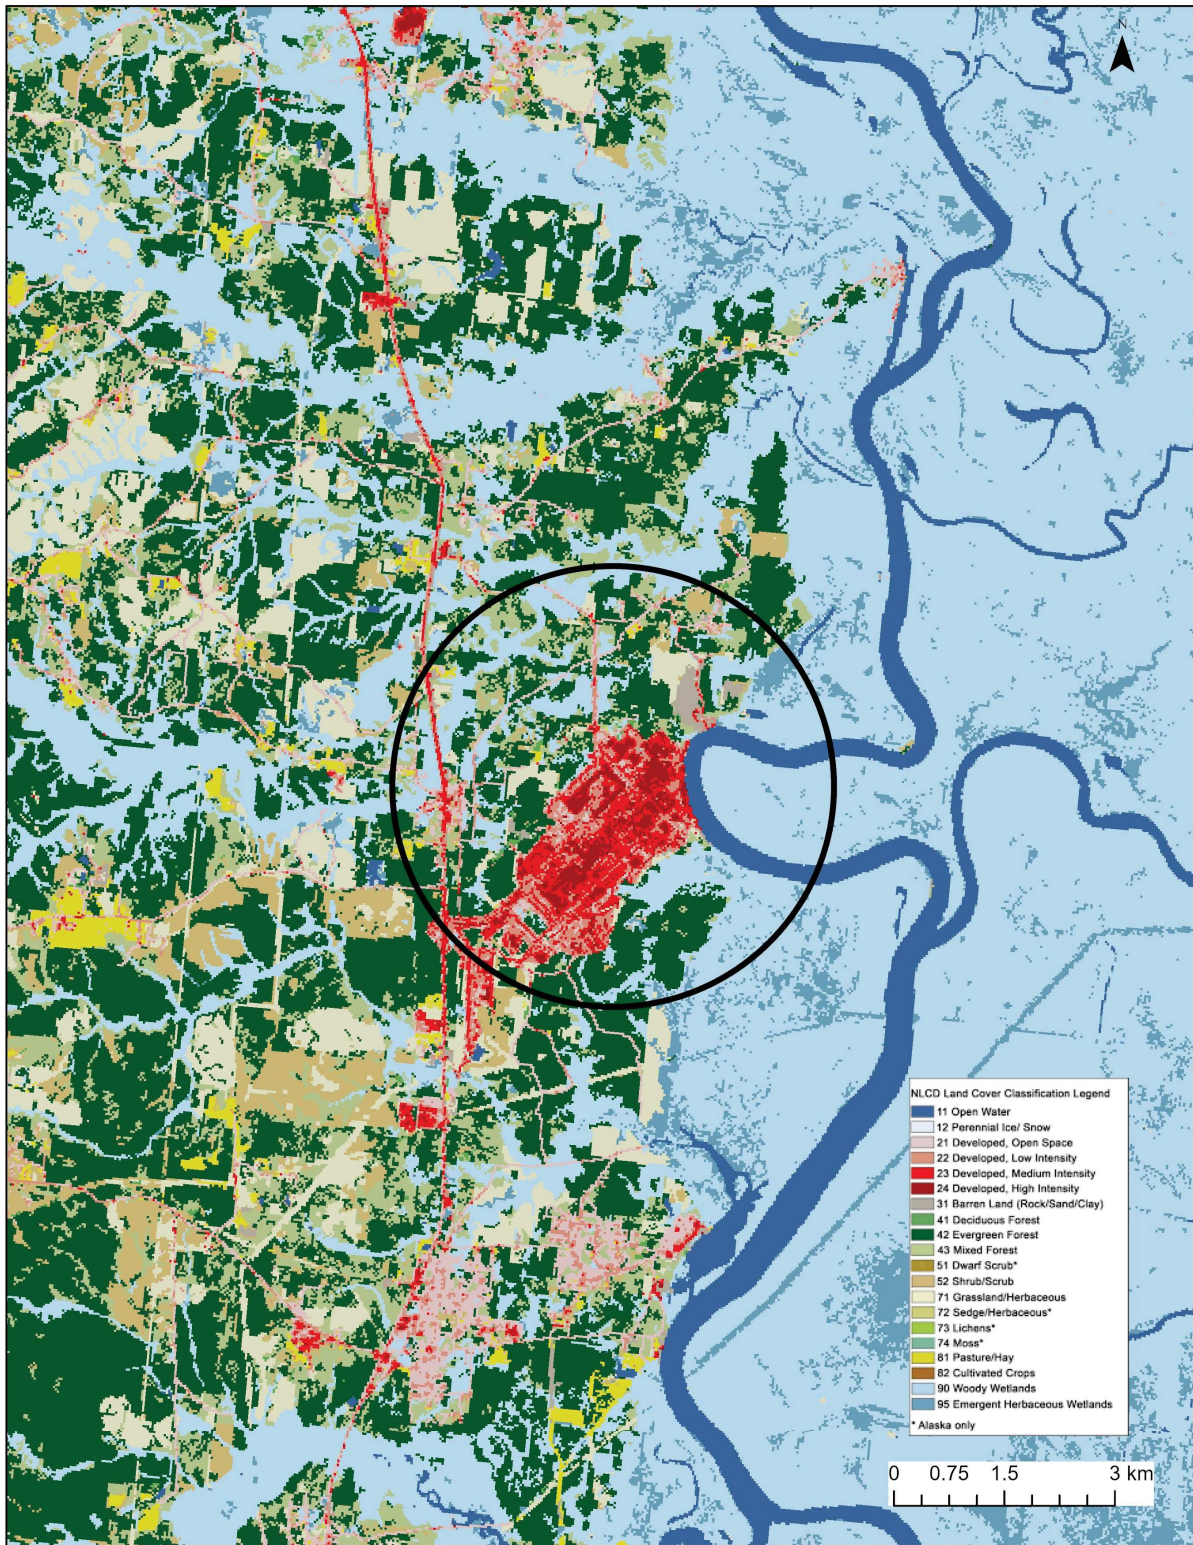 N
NLCD Land Cover Classification Legend
11 Open Water
12 Perennial Ice/ Snow
21 Developed, Open Space
22 Developed, Low Intensity
23 Developed, Medium Intensity
24 Developed, High Intensity
31 Barren Land (Rock/Sand/Clay)
41 Deciduous Forest
42 Evergreen Forest
43 Mixed Forest
51 Dwarf Scrub*
52 Shrub/Scrub
71 Grassland/Herbaceous
72 Sedge/Herbaceous*
73 Lichens*
74 Moss*
81 Pasture/Hay
82 Cultivated Crops
90 Woody Wetlands
95 Emergent Herbaceous Wetlands
* Alaska only
0 0.75 1.5 3 km